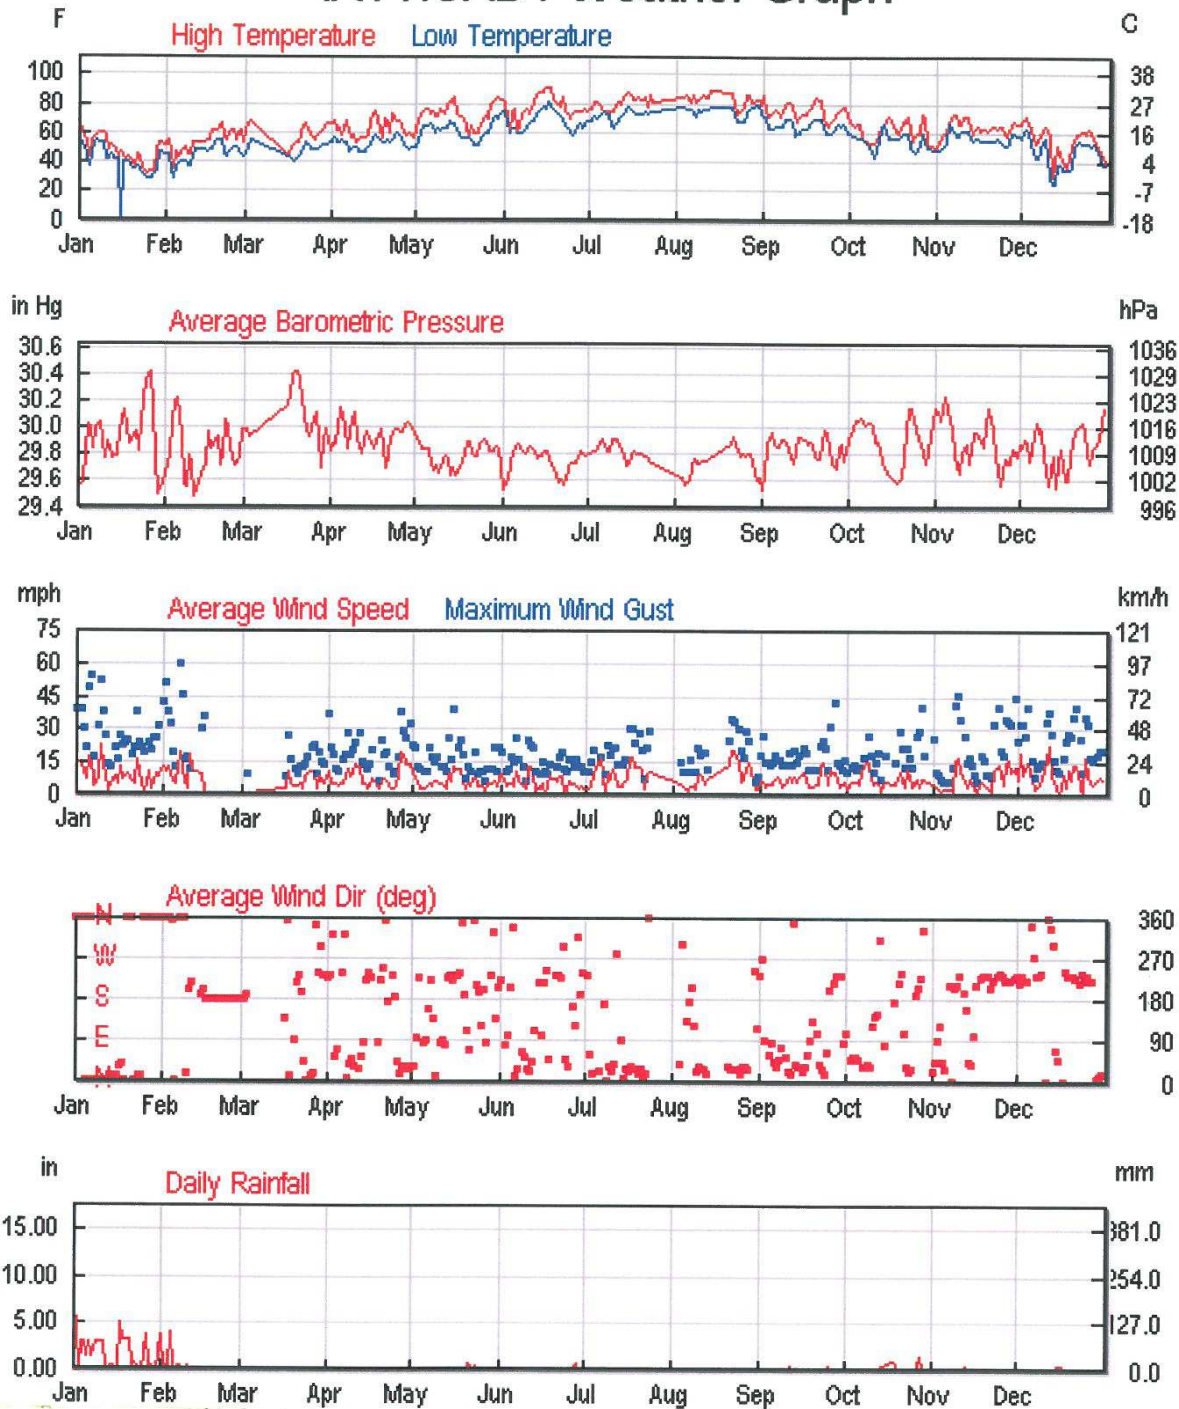 Weather Graph
F
High Temperature Low Temperature
C
100 38
80 27
60 16
40 4
20 -7
0 -18
Jan Feb Mar Apr May Jun Jul Aug Sep Oct Nov Dec
in Hg
Average Barometric Pressure
hPa
30.6 1036
30.4 1029
30.2 1023
30.0 1016
29.8 1009
29.6 1002
29.4 996
Jan Feb Mar Apr May Jun Jul Aug Sep Oct Nov Dec
mph
Average Wind Speed Maximum Wind Gust
km/h
75 121
60 97
45 72
30 48
15 24
0 0
Jan Feb Mar Apr May Jun Jul Aug Sep Oct Nov Dec
Average Wind Dir (deg)
N 360
W 270
S 180
E 90
N 0
Jan Feb Mar Apr May Jun Jul Aug Sep Oct Nov Dec
in
Daily Rainfall
mm
15.00 381.0
10.00 254.0
5.00 127.0
0.00 0.0
Jan Feb Mar Apr May Jun Jul Aug Sep Oct Nov Dec